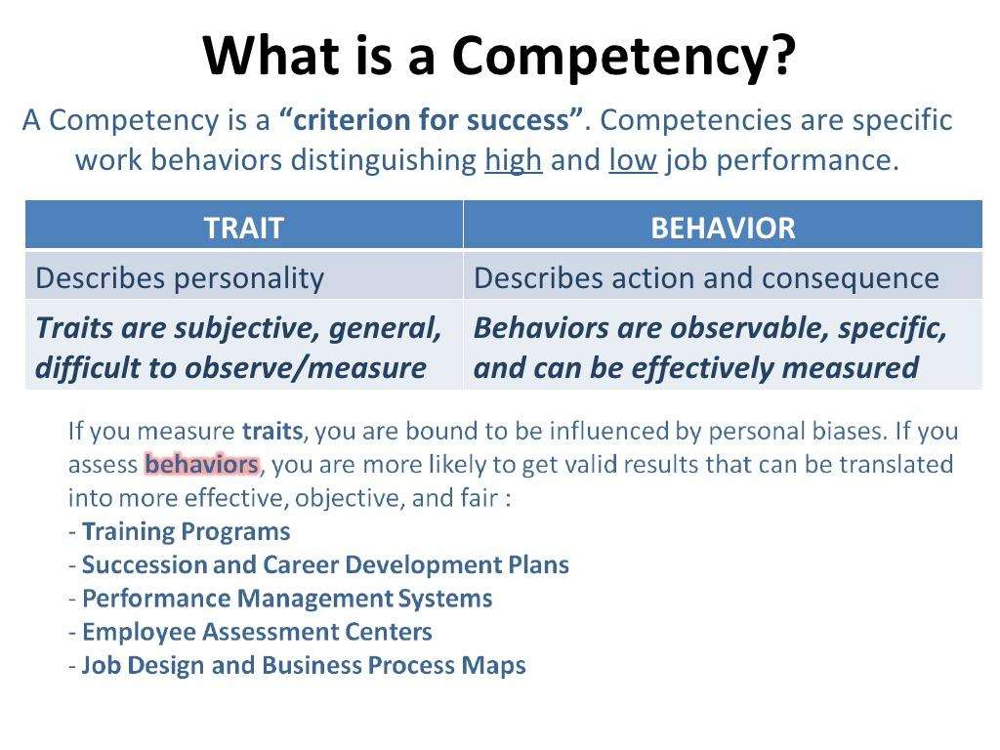 What is a Competency?
A Competency is a “criterion for success”. Competencies are specific
work behaviors distinguishing high and low job performance.
TRAIT BEHAVIOR
Describes personality Describes action and consequence
Traits are subjective, general, Behaviors are observable, specific,
difficult to observe/measure and can be effectively measured
If you measure traits, you are bound to be influenced by personal biases. If you
assess behaviors, you are more likely to get valid results that can be translated
into more effective, objective, and fair :
- Training Programs
- Succession and Career Development Plans
- Performance Management Systems
- Employee Assessment Centers
- Job Design and Business Process Maps